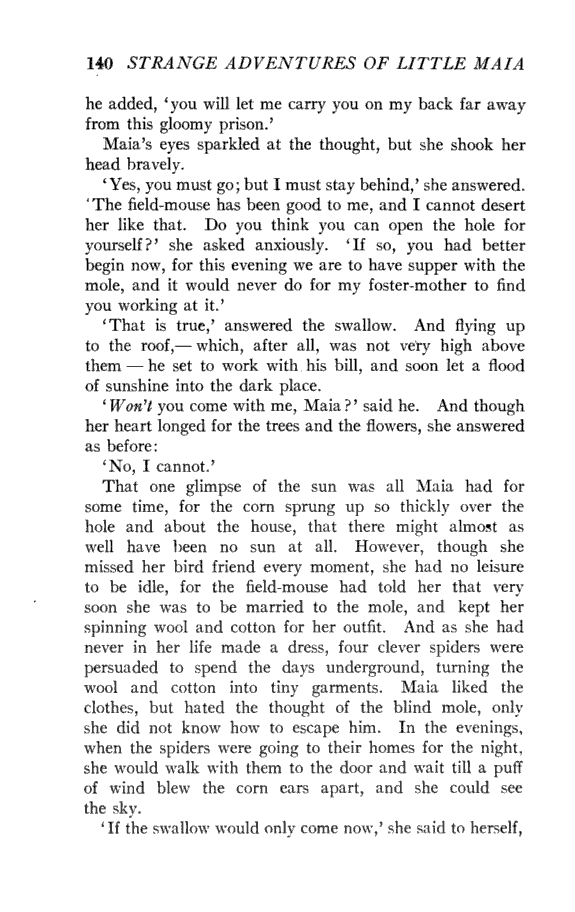 140 STRANGE ADVENTURES OF LITTLE MAIA
he added, ‘you will let me carry you on my back far away
from this gloomy prison.’
Maia’s eyes sparkled at the thought, but she shook her
head bravely.
‘Yes, you must go; but I must stay behind,’ she answered.
‘The field-mouse has been good to me, and I cannot desert
her like that. Do you think you can open the hole for
yourself?’ she asked anxiously. ‘If so, you had better
begin now, for this evening we are to have supper with the
mole, and it would never do for my foster-mother to find
you working at it.’
‘That is true,’ answered the swallow. And flying up
to the roof,— which, after all, was not very high above
them — he set to work with his bill, and soon let a flood
of sunshine into the dark place.
‘Won’t you come with me, Maia?’ said he. And though
her heart longed for the trees and the flowers, she answered
as before:
‘No, I cannot.’
That one glimpse of the sun was all Maia had for
some time, for the corn sprung up so thickly over the
hole and about the house, that there might almost as
well have been no sun at all. However, though she
missed her bird friend every moment, she had no leisure
to be idle, for the field-mouse had told her that very
soon she was to be married to the mole, and kept her
spinning wool and cotton for her outfit. And as she had
never in her life made a dress, four clever spiders were
persuaded to spend the days underground, turning the
wool and cotton into tiny garments. Maia liked the
clothes, but hated the thought of the blind mole, only
she did not know how to escape him. In the evenings,
when the spiders were going to their homes for the night,
she would walk with them to the door and wait till a puff
of wind blew the corn ears apart, and she could see
the sky.
‘If the swallow would only come now,’ she said to herself,